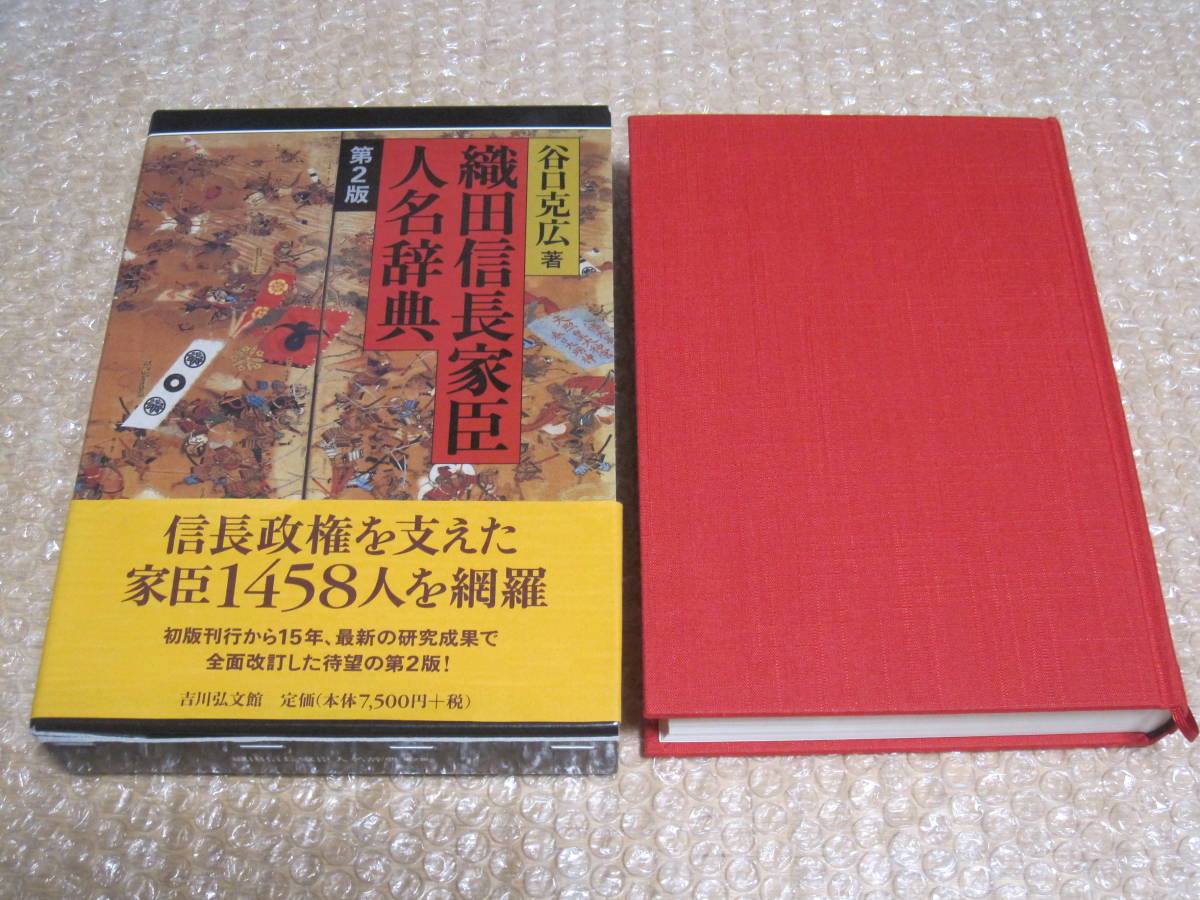 谷口克広 著
織田信長家臣
人名辞典
第2版
信長政権を支えた
家臣1458人を網羅
初版刊行から15年、最新の研究成果で
全面改訂した待望の第2版!
吉川弘文館 定価(本体7,500円+税)